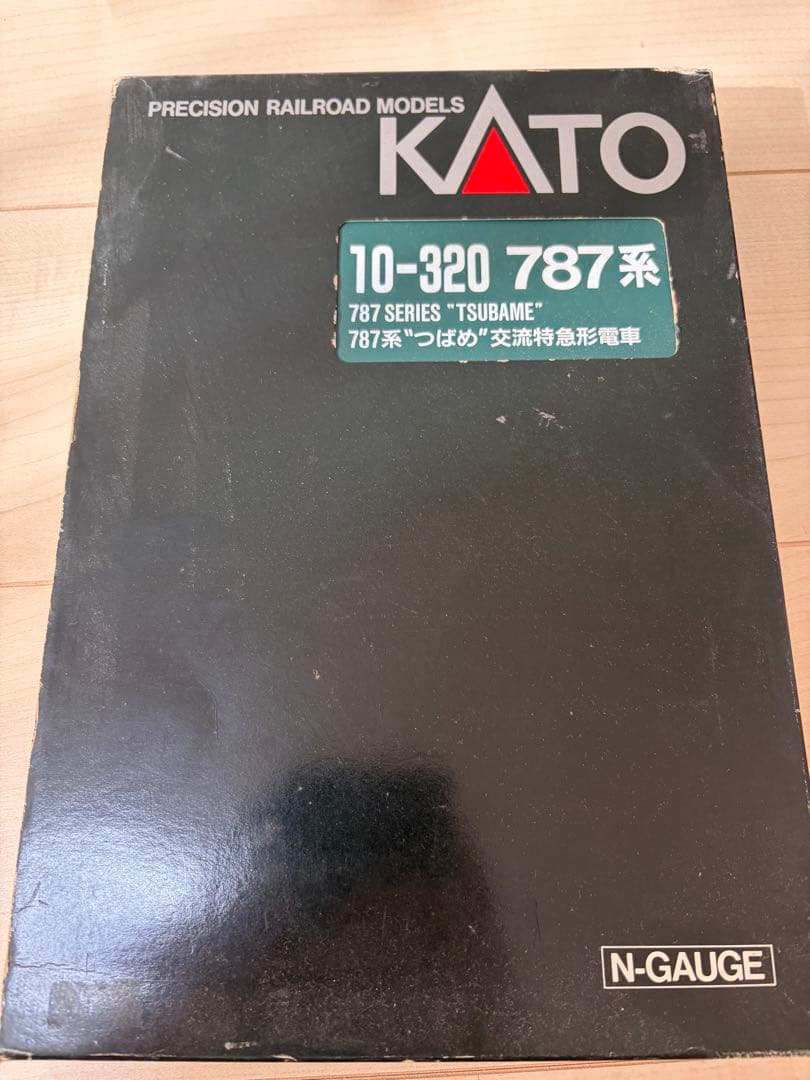 PRECISION RAILROAD MODELS
KATO
10-320 787系
787 SERIES "TSUBAME"
787系"つばめ"交流特急形電車
N-GAUGE